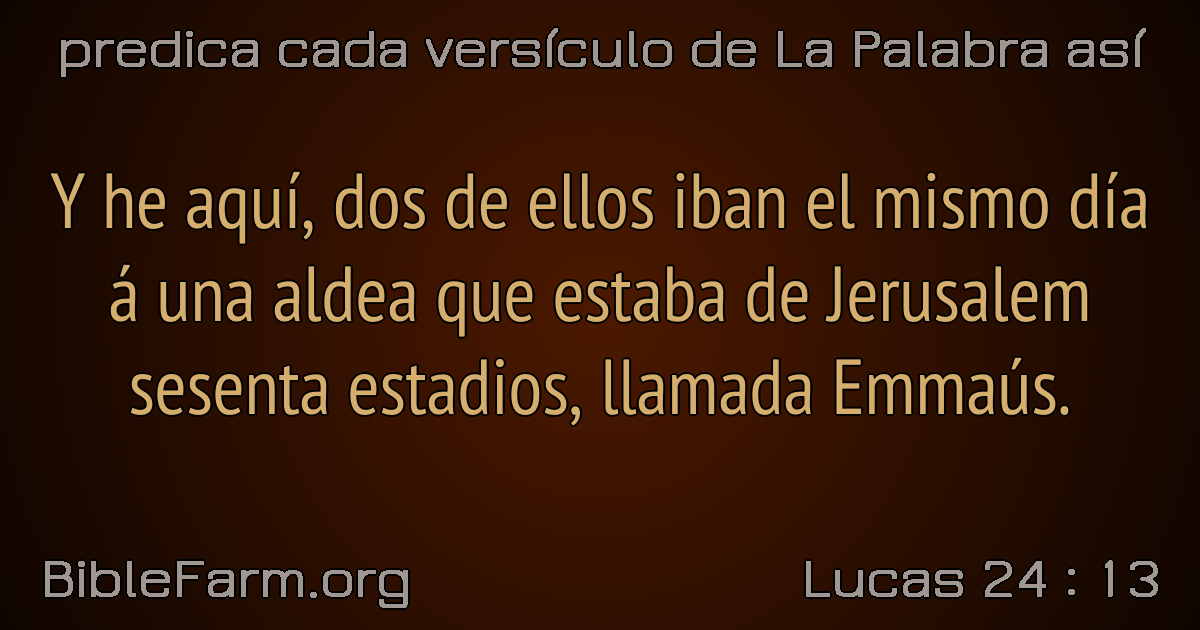 predica cada versículo de La Palabra así
Y he aquí, dos de ellos iban el mismo día
á una aldea que estaba de Jerusalem
sesenta estadios, llamada Emmaús.
BibleFarm.org
Lucas 24 : 13